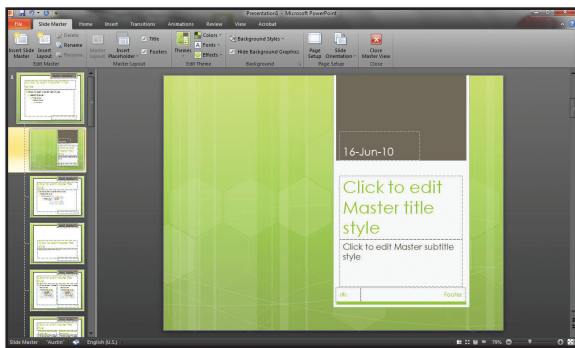 Presentation1 - Microsoft PowerPoint
File Slide Master Home Insert Transitions Animations Review View Acrobat
Insert Slide Master
Insert Layout
Delete
Rename
Preserve
Edit Master
Master Layout
Insert Placeholder
Title
Footers
Master Layout
Themes
Colors
Fonts
Effects
Edit Theme
Background Styles
Hide Background Graphics
Background
Page Setup
Slide Orientation
Page Setup
Close Master View
Close
1
16-Jun-10
Click to edit
Master title
style
Click to edit Master subtitle
style
‹#›
Footer
Slide Master "Austin" English (U.S.) 70%